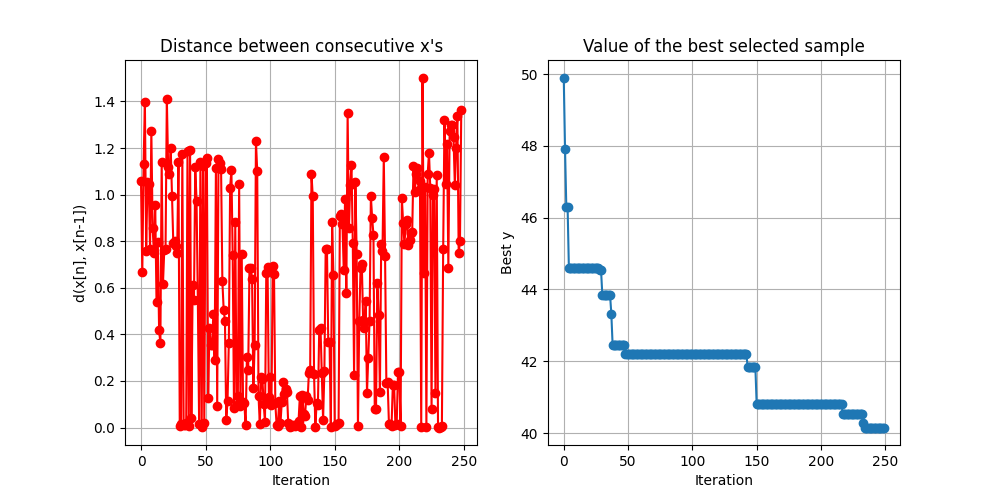 Distance between consecutive x's
d(x[n], x[n-1])
1.4
1.2
1.0
0.8
0.6
0.4
0.2
0.0
0 50 100 150 200 250
Iteration
Value of the best selected sample
Best y
50
48
46
44
42
40
0 50 100 150 200 250
Iteration